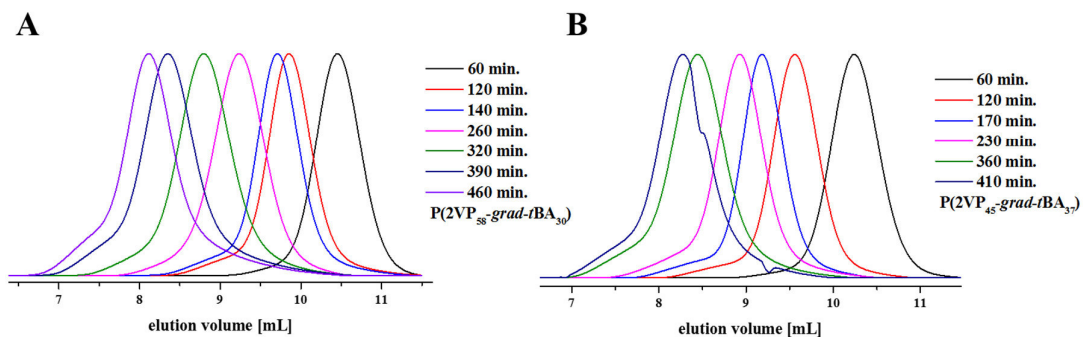 A
60 min.
120 min.
140 min.
260 min.
320 min.
390 min.
460 min.
P(2VP₅₈-grad-tBA₃₀)
7 8 9 10 11
elution volume [mL]
B
60 min.
120 min.
170 min.
230 min.
360 min.
410 min.
P(2VP₄₅-grad-tBA₃₇)
7 8 9 10 11
elution volume [mL]